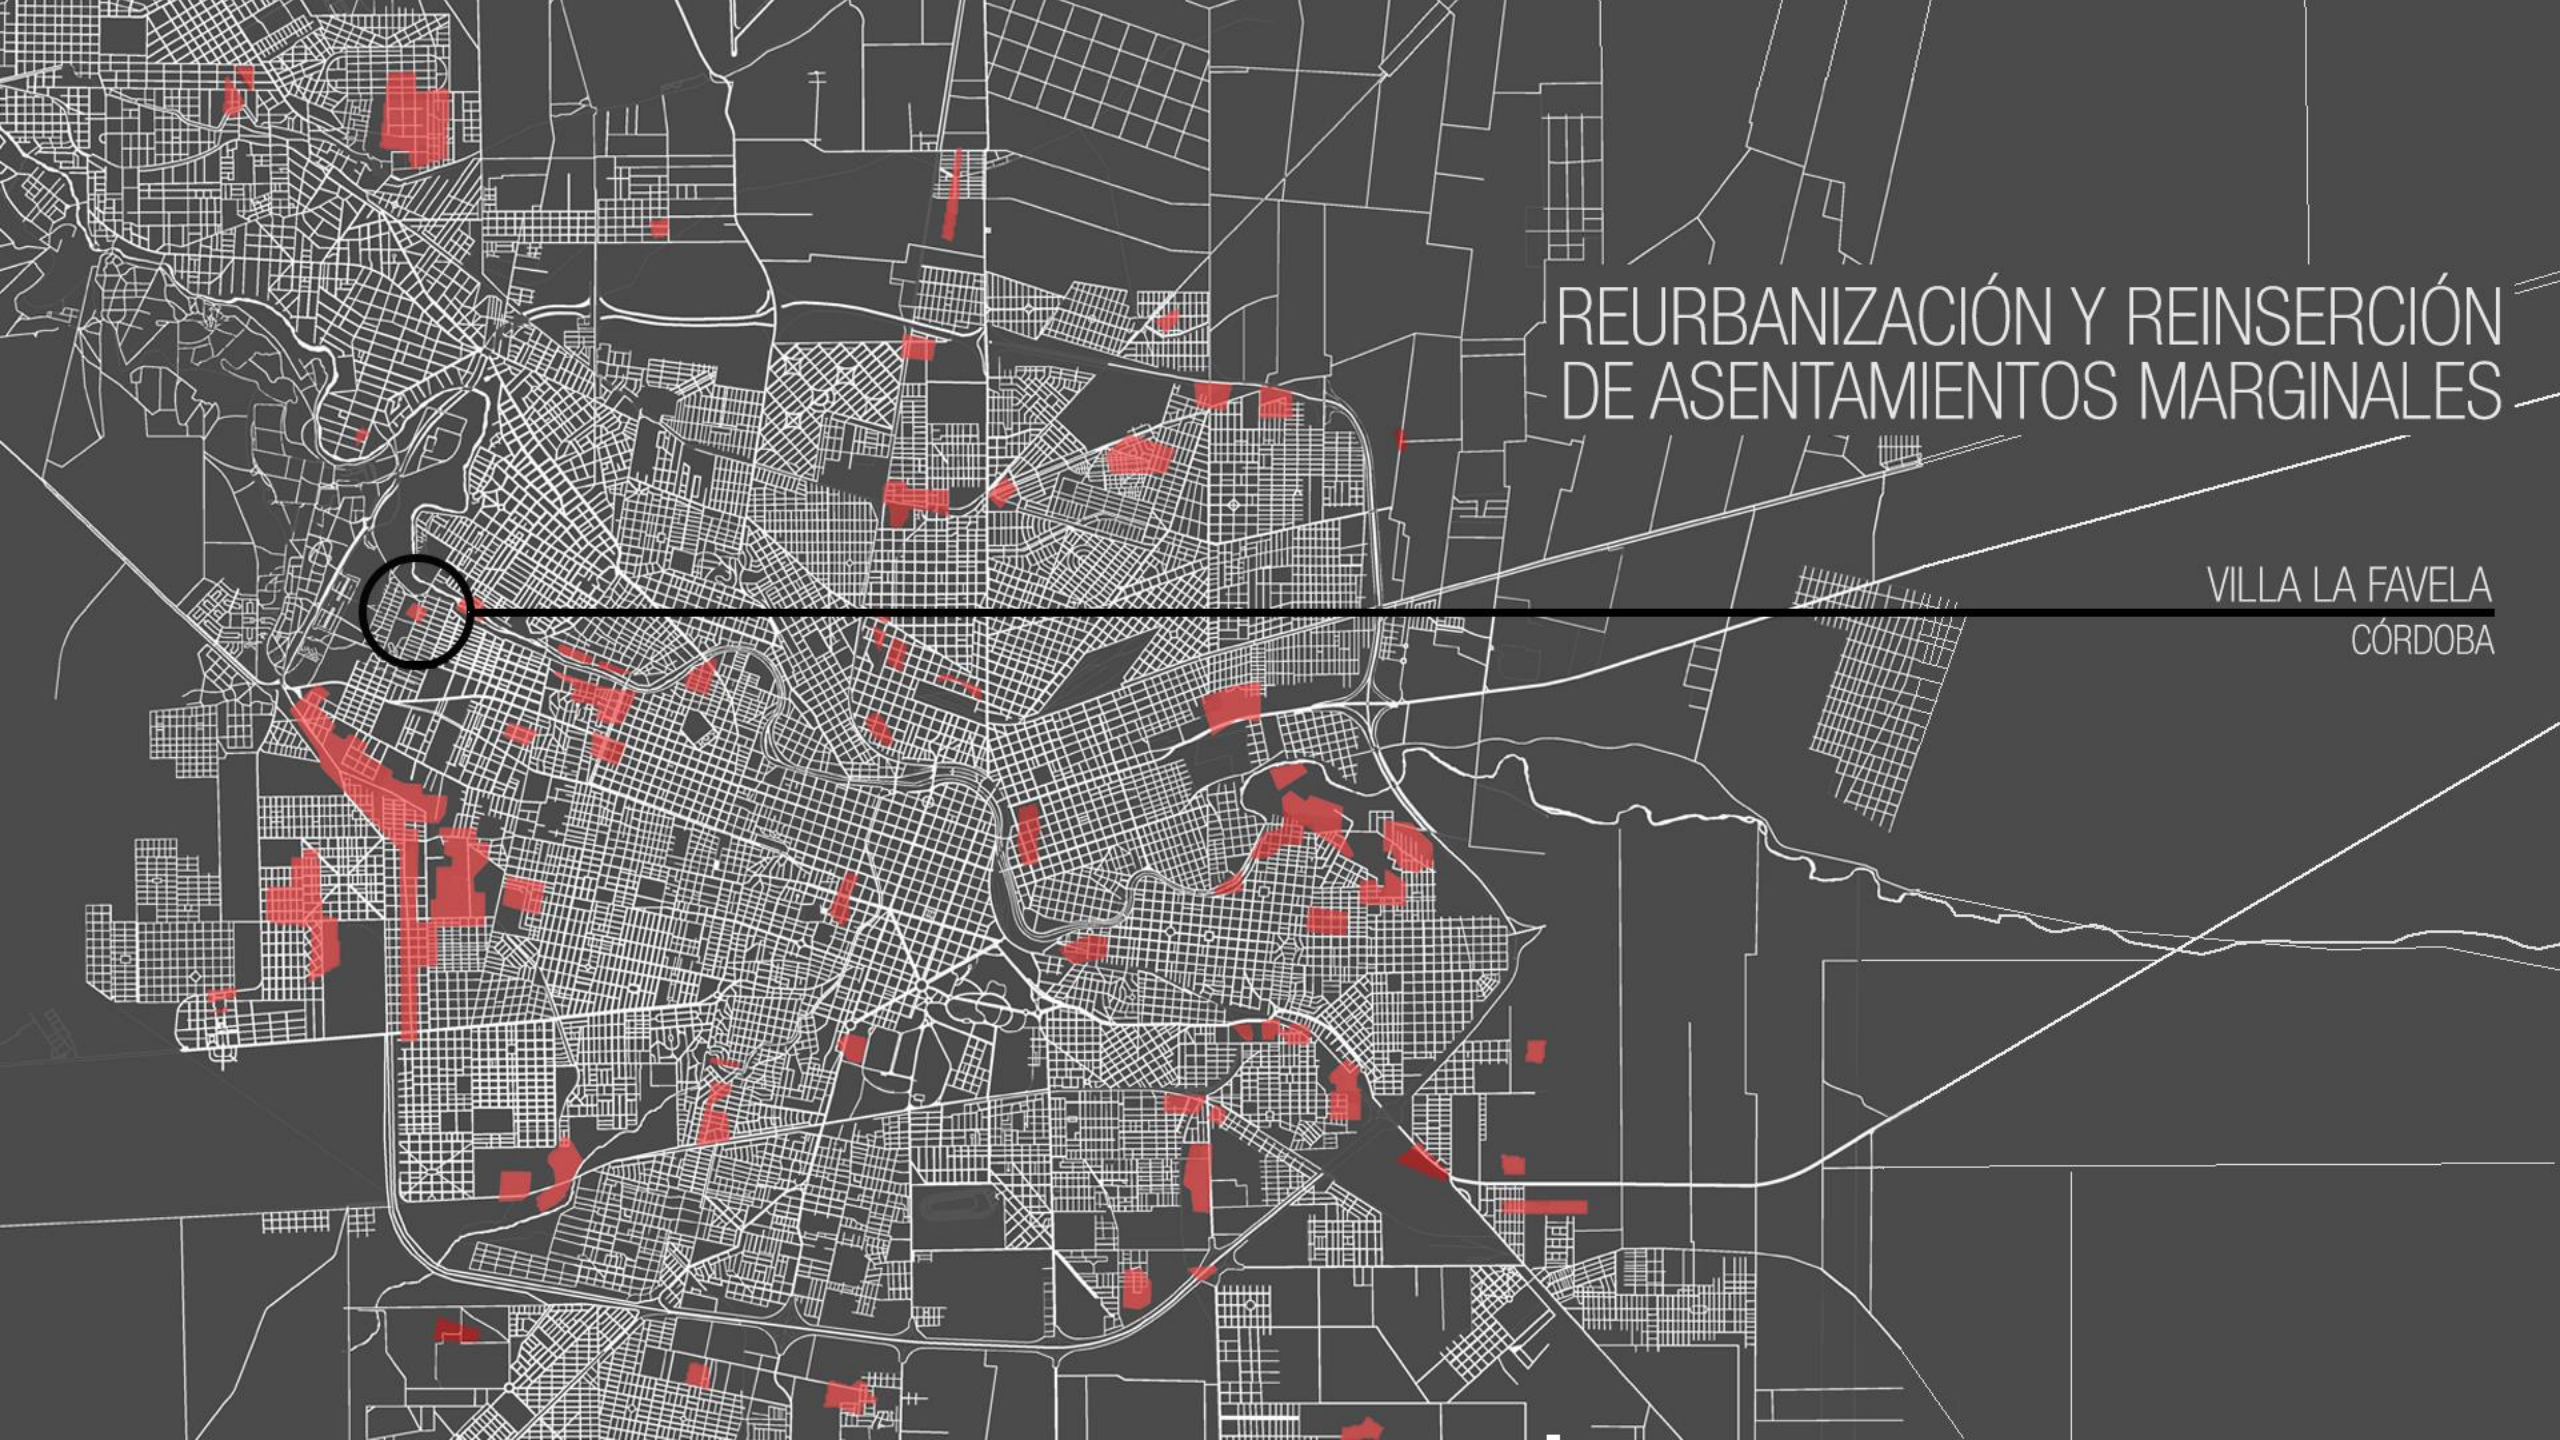 REURBANIZACIÓN Y REINSERCIÓN
DE ASENTAMIENTOS MARGINALES
VILLA LA FAVELA
CÓRDOBA